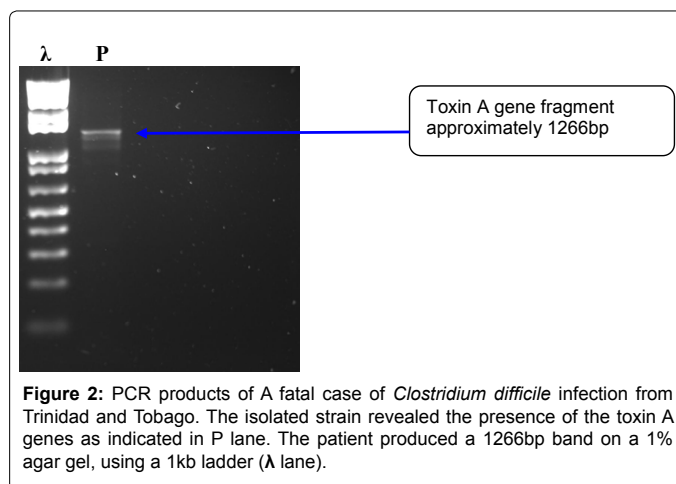 λ P
Toxin A gene fragment
approximately 1266bp
Figure 2: PCR products of A fatal case of Clostridium difficile infection from
Trinidad and Tobago. The isolated strain revealed the presence of the toxin A
genes as indicated in P lane. The patient produced a 1266bp band on a 1%
agar gel, using a 1kb ladder (λ lane).